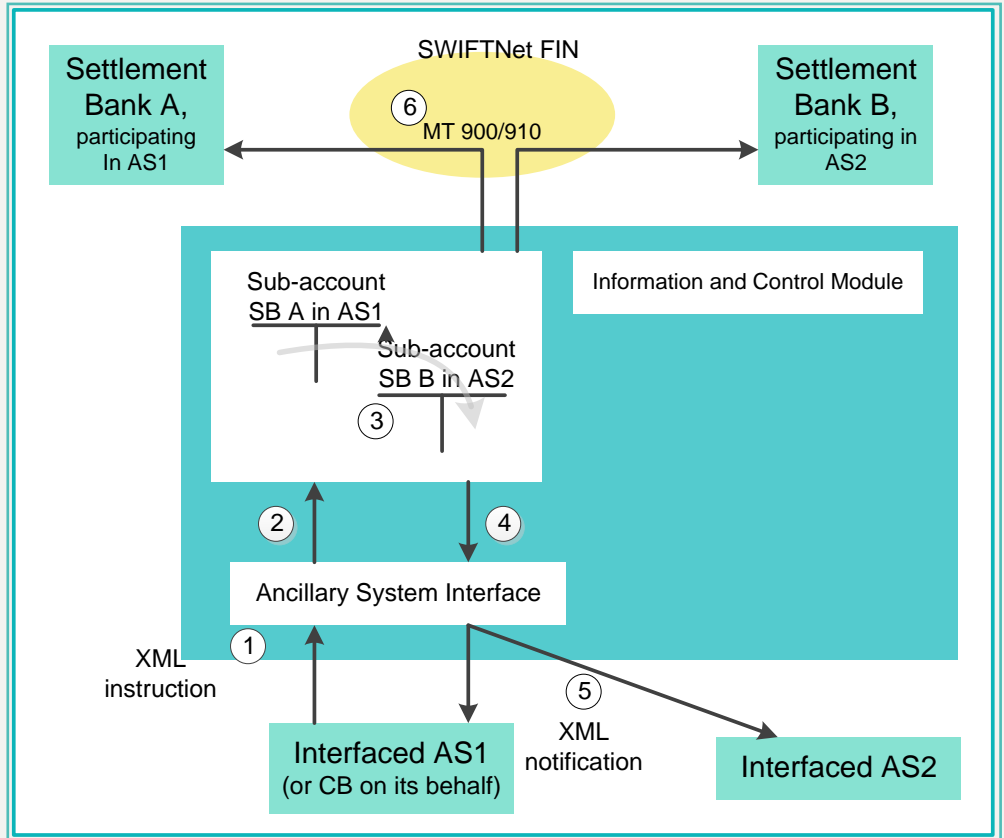 SWIFTNet FIN
Settlement
Bank A,
participating
In AS1
6
MT 900/910
Settlement
Bank B,
participating in
AS2
Sub-account
SB A in AS1
Sub-account
SB B in AS2
3
Information and Control Module
2
4
Ancillary System Interface
1
XML
instruction
5
XML
notification
Interfaced AS1
(or CB on its behalf)
Interfaced AS2